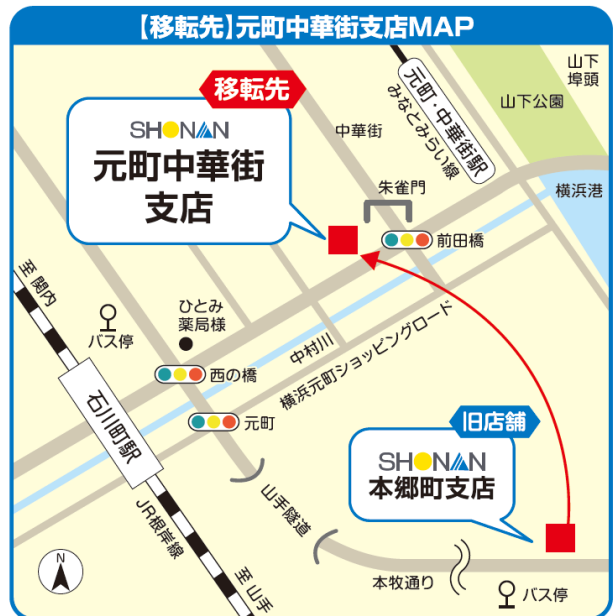 【移転先】元町中華街支店MAP
移転先
SHONAN
元町中華街
支店
中華街
元町・中華街駅
みなとみらい線
山下
埠頭
山下公園
横浜港
朱雀門
前田橋
至関内
バス停
ひとみ
薬局様
西の橋
中村川
横浜元町ショッピングロード
元町
石川町駅
JR根岸線
至山手
山手隧道
旧店舗
SHONAN
本郷町支店
本牧通り
バス停
N